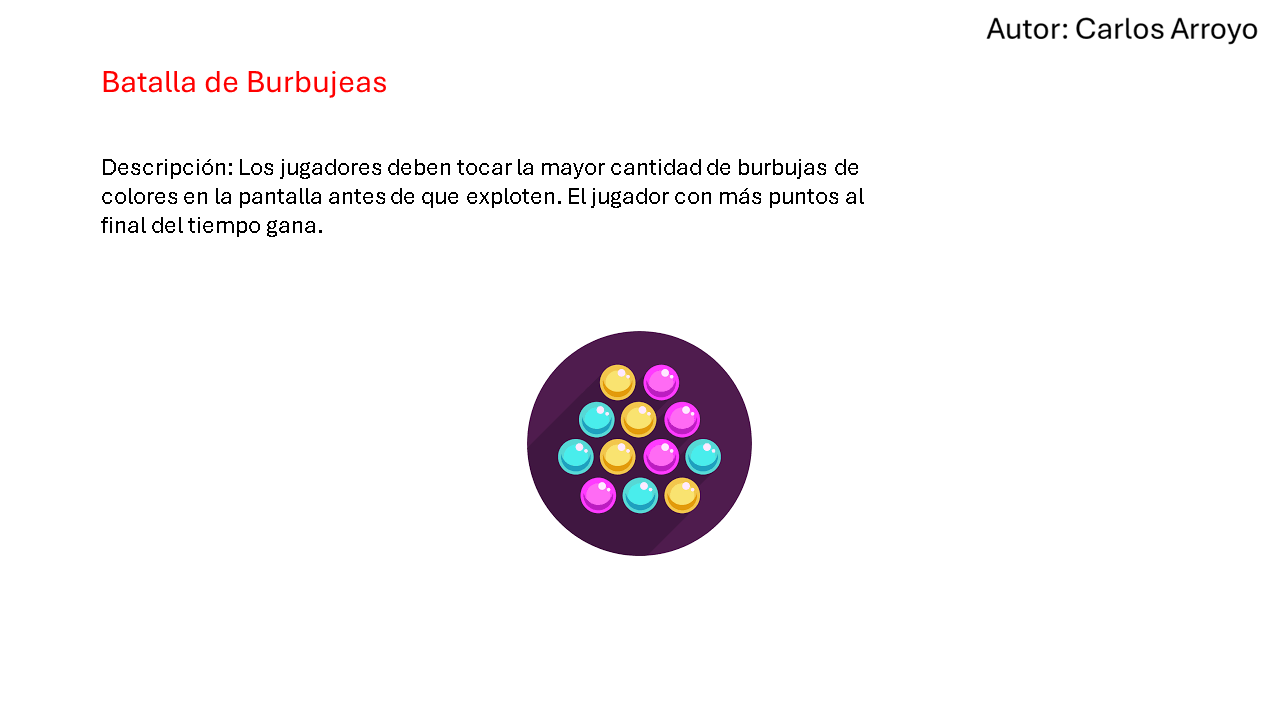 Autor: Carlos Arroyo
Batalla de Burbujeas
Descripción: Los jugadores deben tocar la mayor cantidad de burbujas de
colores en la pantalla antes de que exploten. El jugador con más puntos al
final del tiempo gana.